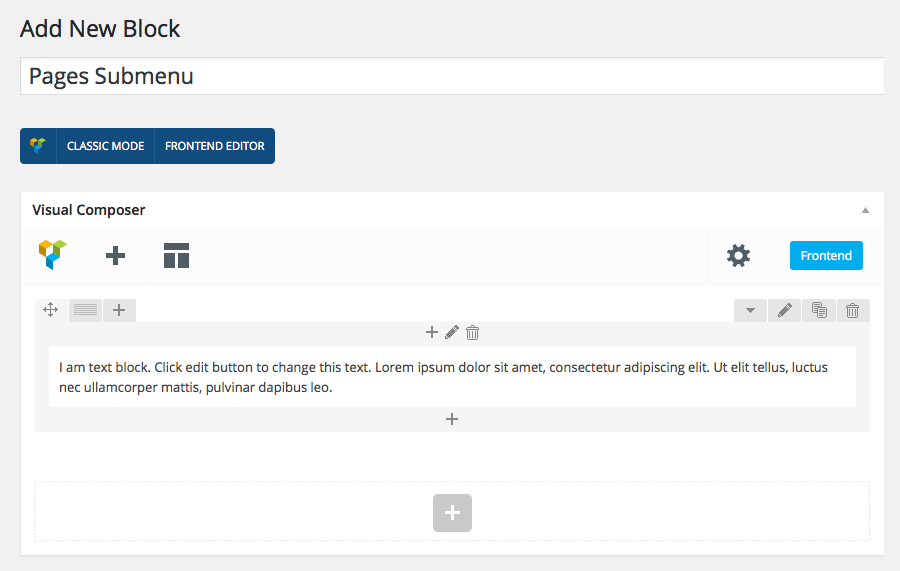 Add New Block
Pages Submenu
CLASSIC MODE
FRONTEND EDITOR
Visual Composer
Frontend
I am text block. Click edit button to change this text. Lorem ipsum dolor sit amet, consectetur adipiscing elit. Ut elit tellus, luctus
nec ullamcorper mattis, pulvinar dapibus leo.